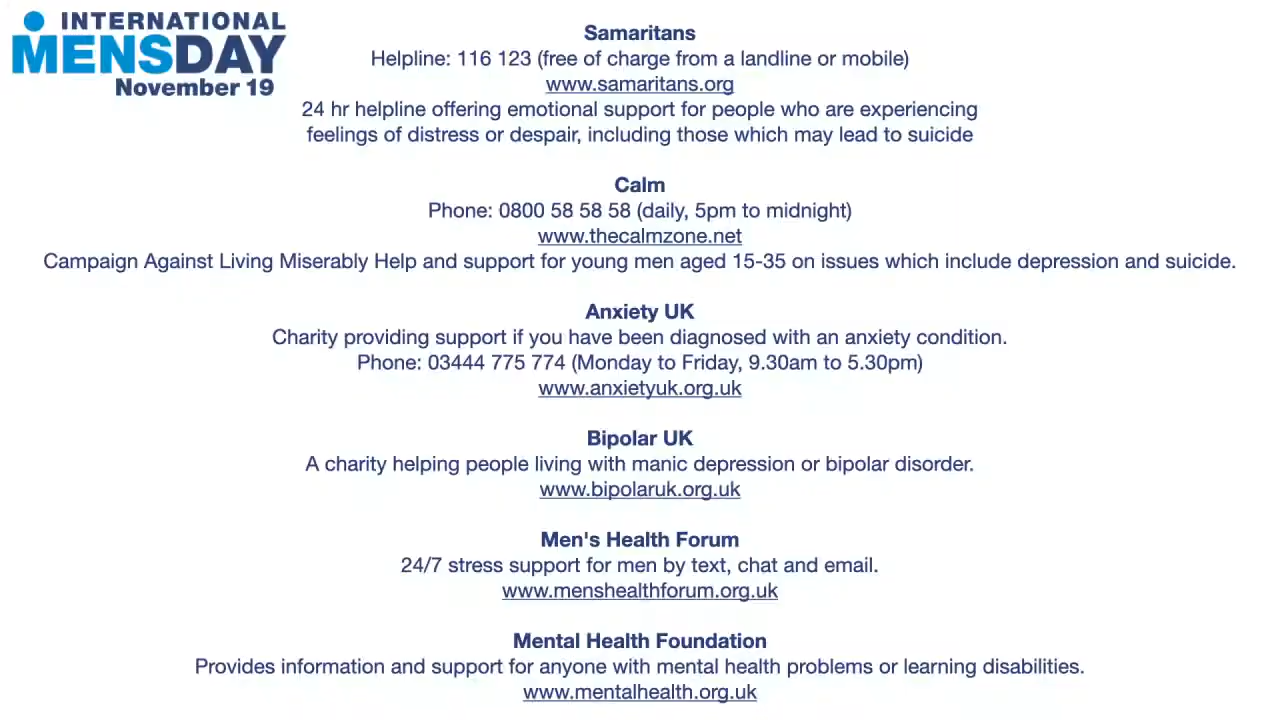 INTERNATIONAL
MENSDAY
November 19
Samaritans
Helpline: 116 123 (free of charge from a landline or mobile)
www.samaritans.org
24 hr helpline offering emotional support for people who are experiencing
feelings of distress or despair, including those which may lead to suicide
Calm
Phone: 0800 58 58 58 (daily, 5pm to midnight)
www.thecalmzone.net
Campaign Against Living Miserably Help and support for young men aged 15-35 on issues which include depression and suicide.
Anxiety UK
Charity providing support if you have been diagnosed with an anxiety condition.
Phone: 03444 775 774 (Monday to Friday, 9.30am to 5.30pm)
www.anxietyuk.org.uk
Bipolar UK
A charity helping people living with manic depression or bipolar disorder.
www.bipolaruk.org.uk
Men's Health Forum
24/7 stress support for men by text, chat and email.
www.menshealthforum.org.uk
Mental Health Foundation
Provides information and support for anyone with mental health problems or learning disabilities.
www.mentalhealth.org.uk